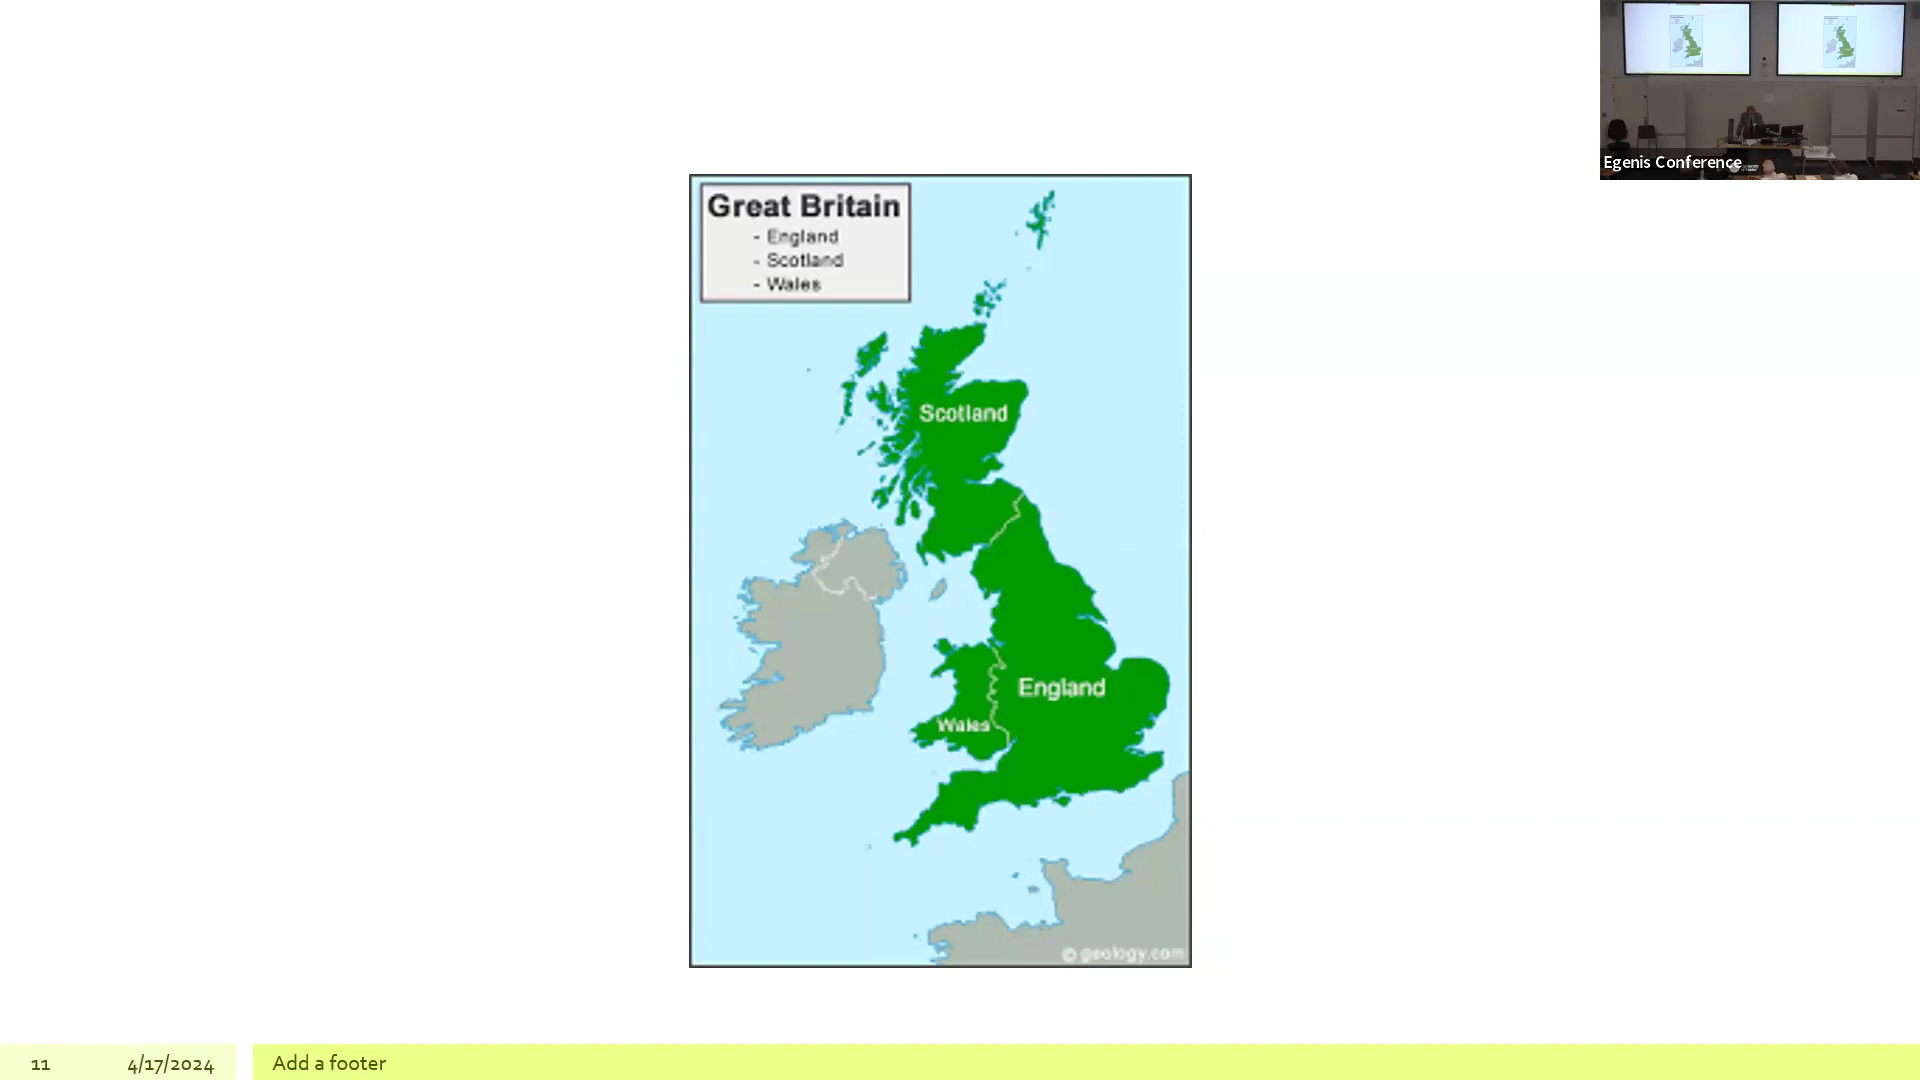 Great Britain
- England
- Scotland
- Wales
Scotland
England
Wales
© geology.com
Egenis Conference
11
4/17/2024
Add a footer